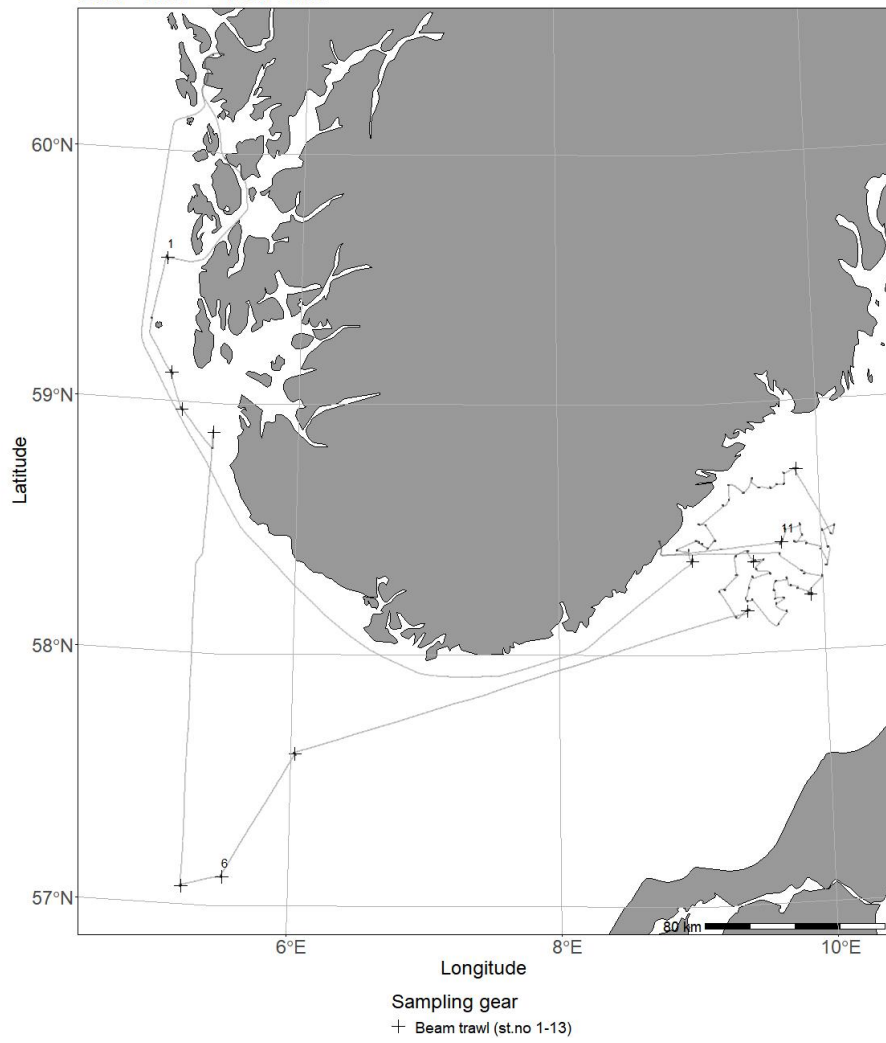 60°N
1
59°N
Latitude
11
58°N
6
57°N
80 km
6°E
8°E
10°E
Longitude
Sampling gear
Beam trawl (st.no 1-13)